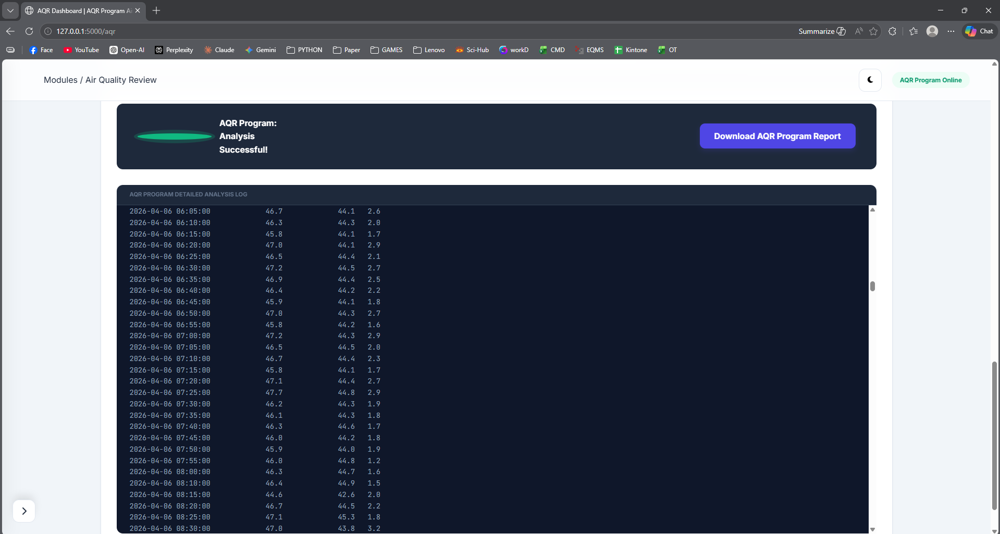 AQR Dashboard | AQR Program Ai
127.0.0.1:5000/aqr
Summarize
Chat
Face
YouTube
Open-AI
Perplexity
Claude
Gemini
PYTHON
Paper
GAMES
Lenovo
Sci-Hub
workD
CMD
EQMS
Kintone
OT
Modules / Air Quality Review
AQR Program Online
AQR Program:
Analysis
Successful!
Download AQR Program Report
AQR PROGRAM DETAILED ANALYSIS LOG
2026-04-06 06:05:00 46.7 44.1 2.6
2026-04-06 06:10:00 46.3 44.3 2.0
2026-04-06 06:15:00 45.8 44.1 1.7
2026-04-06 06:20:00 47.0 44.1 2.9
2026-04-06 06:25:00 46.5 44.4 2.1
2026-04-06 06:30:00 47.2 44.5 2.7
2026-04-06 06:35:00 46.9 44.4 2.5
2026-04-06 06:40:00 46.4 44.2 2.2
2026-04-06 06:45:00 45.9 44.1 1.8
2026-04-06 06:50:00 47.0 44.3 2.7
2026-04-06 06:55:00 45.8 44.2 1.6
2026-04-06 07:00:00 47.2 44.3 2.9
2026-04-06 07:05:00 46.5 44.5 2.0
2026-04-06 07:10:00 46.7 44.4 2.3
2026-04-06 07:15:00 45.8 44.1 1.7
2026-04-06 07:20:00 47.1 44.4 2.7
2026-04-06 07:25:00 47.7 44.8 2.9
2026-04-06 07:30:00 46.2 44.3 1.9
2026-04-06 07:35:00 46.1 44.3 1.8
2026-04-06 07:40:00 46.3 44.6 1.7
2026-04-06 07:45:00 46.0 44.2 1.8
2026-04-06 07:50:00 45.9 44.0 1.9
2026-04-06 07:55:00 46.0 44.8 1.2
2026-04-06 08:00:00 46.3 44.7 1.6
2026-04-06 08:10:00 46.4 44.9 1.5
2026-04-06 08:15:00 44.6 42.6 2.0
2026-04-06 08:20:00 46.7 44.5 2.2
2026-04-06 08:25:00 47.1 45.3 1.8
2026-04-06 08:30:00 47.0 43.8 3.2